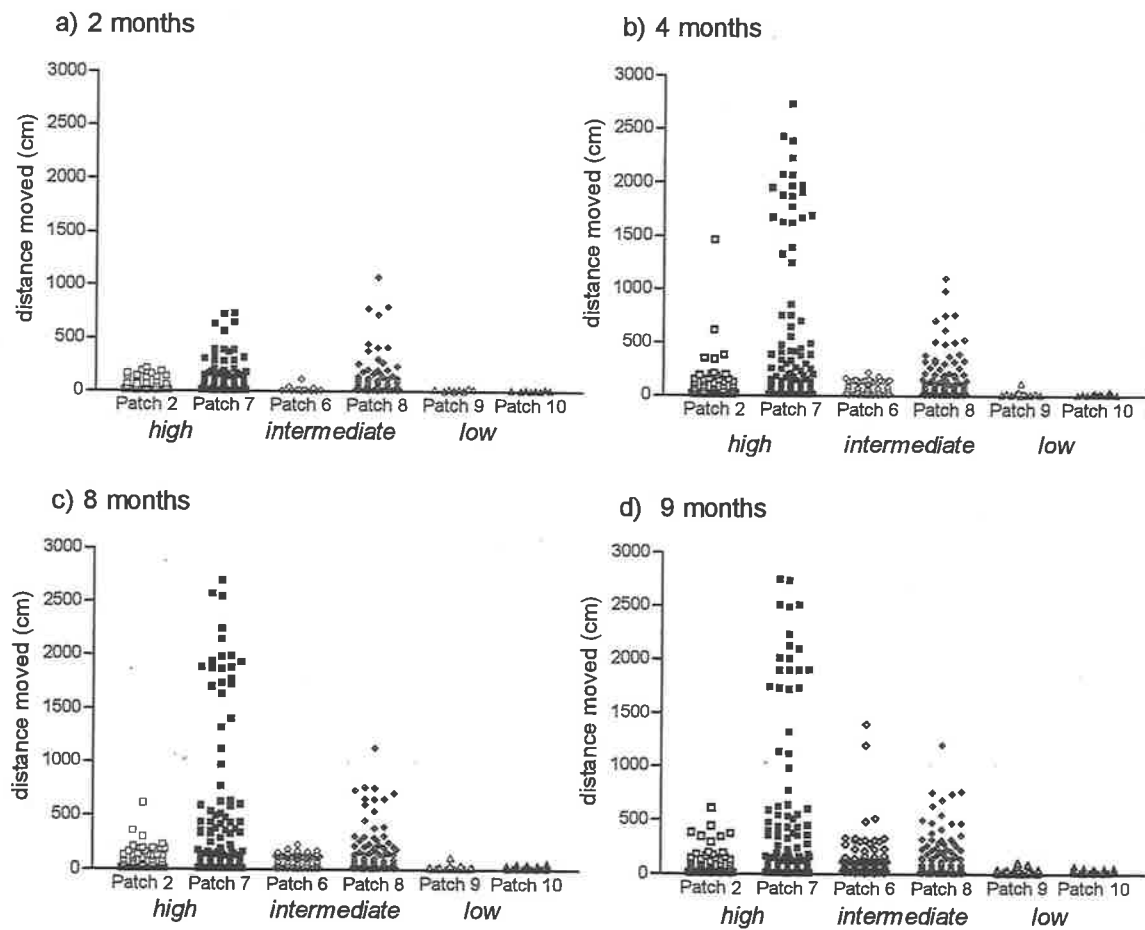 a) 2 months
3000
2500
2000
1500
1000
500
0
distance moved (cm)
Patch 2 Patch 7 Patch 6 Patch 8 Patch 9 Patch 10
high intermediate low
b) 4 months
3000
2500
2000
1500
1000
500
0
distance moved (cm)
Patch 2 Patch 7 Patch 6 Patch 8 Patch 9 Patch 10
high intermediate low
c) 8 months
3000
2500
2000
1500
1000
500
0
distance moved (cm)
Patch 2 Patch 7 Patch 6 Patch 8 Patch 9 Patch 10
high intermediate low
d) 9 months
3000
2500
2000
1500
1000
500
0
distance moved (cm)
Patch 2 Patch 7 Patch 6 Patch 8 Patch 9 Patch 10
high intermediate low